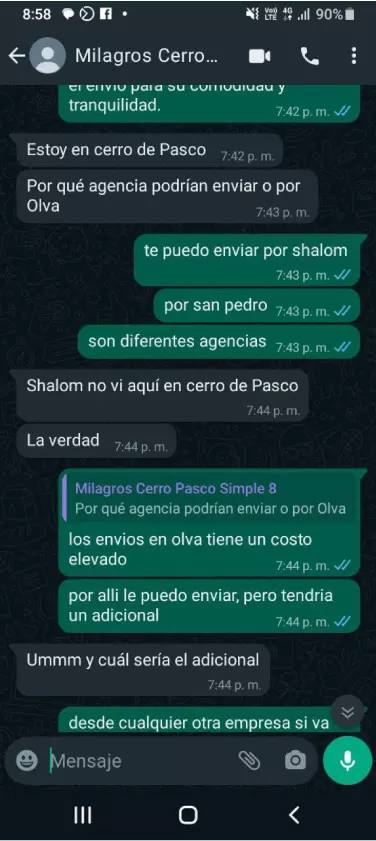 8:58
Vo)) 4G
LTE
90%
Milagros Cerro...
el envio para su comodidad y
tranquilidad.
7:42 p. m.
Estoy en cerro de Pasco 7:42 p. m.
Por qué agencia podrían enviar o por
Olva
7:43 p. m.
te puedo enviar por shalom
7:43 p. m.
por san pedro 7:43 p. m.
son diferentes agencias 7:43 p. m.
Shalom no vi aquí en cerro de Pasco
7:44 p. m.
La verdad 7:44 p. m.
Milagros Cerro Pasco Simple 8
Por qué agencia podrían enviar o por Olva
los envios en olva tiene un costo
elevado
7:44 p. m.
por alli le puedo enviar, pero tendria
un adicional
7:44 p. m.
Ummm y cuál sería el adicional
7:44 p. m.
desde cualquier otra empresa si va
Mensaje